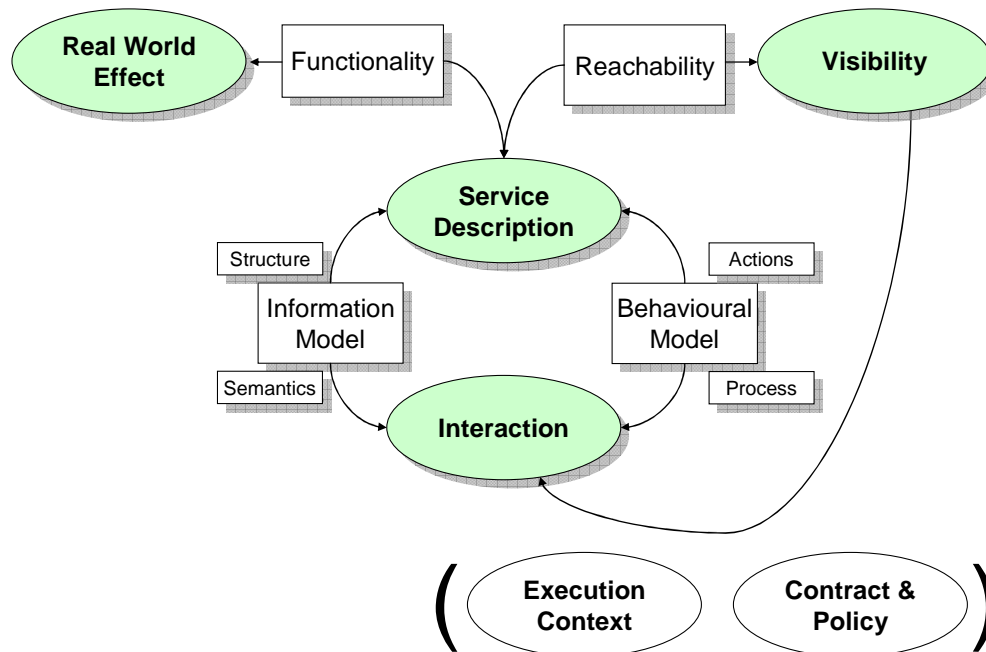 Real World
Effect
Functionality
Reachability
Visibility
Service
Description
Structure
Actions
Information
Model
Behavioural
Model
Semantics
Process
Interaction
(
Execution
Context
Contract &
Policy
)